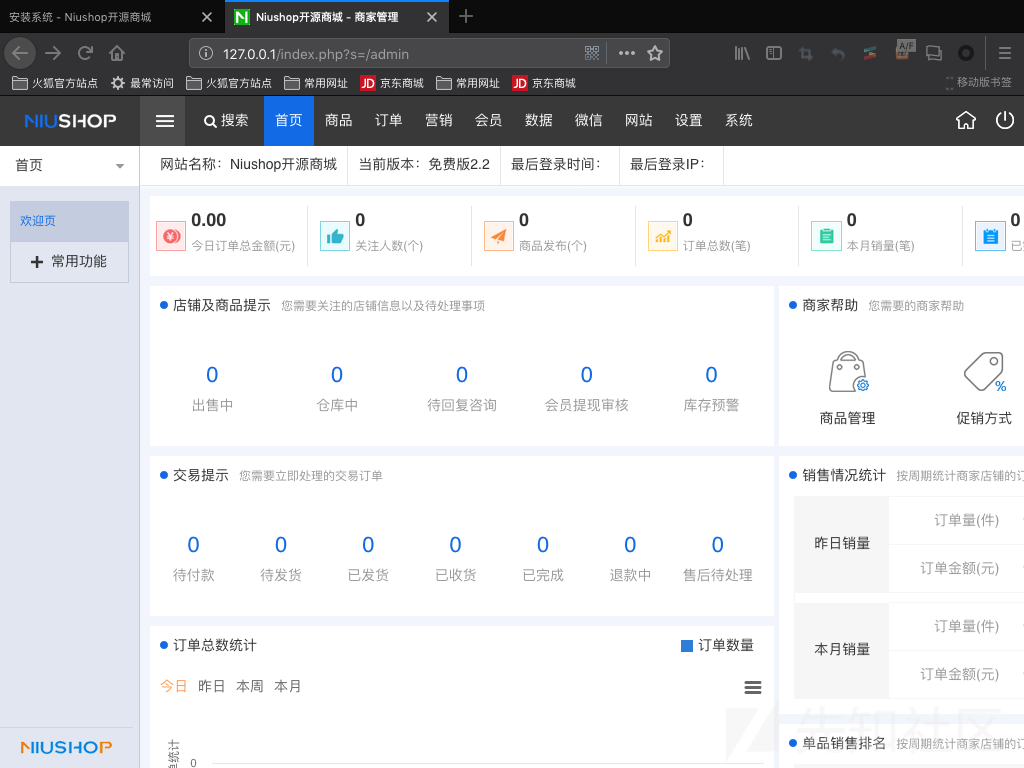 安装系统 - Niushop开源商城
Niushop开源商城 - 商家管理
127.0.0.1/index.php?s=/admin
A/F
火狐官方站点 最常访问 火狐官方站点 常用网址 JD 京东商城 常用网址 JD 京东商城 移动版书签
NIUSHOP 搜索 首页 商品 订单 营销 会员 数据 微信 网站 设置 系统
首页
网站名称: Niushop开源商城 当前版本: 免费版2.2 最后登录时间: 最后登录IP:
欢迎页
常用功能
0.00 0 0 0 0 0
今日订单总金额(元) 关注人数(个) 商品发布(个) 订单总数(笔) 本月销量(笔)
店铺及商品提示 您需要关注的店铺信息以及待处理事项
0 0 0 0 0
出售中 仓库中 待回复咨询 会员提现审核 库存预警
商家帮助 您需要的商家帮助
商品管理 促销方式
交易提示 您需要立即处理的交易订单
0 0 0 0 0 0 0
待付款 待发货 已发货 已收货 已完成 退款中 售后待处理
销售情况统计 按周期统计商家店铺的订
昨日销量 订单量(件)
订单金额(元)
本月销量 订单量(件)
订单金额(元)
订单总数统计 订单数量
今日 昨日 本周 本月
0
单品销售排名 按周期统计商家店铺的订
NIUSHOP